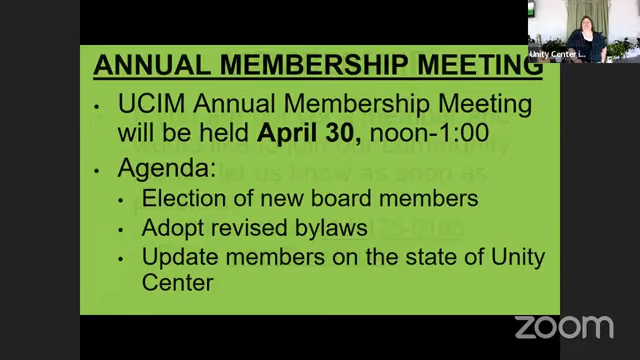 Unity Center i...
ANNUAL MEMBERSHIP MEETING
• UCIM Annual Membership Meeting
will be held April 30, noon-1:00
• Agenda:
• Election of new board members
• Adopt revised bylaws
• Update members on the state of Unity
Center
zoom